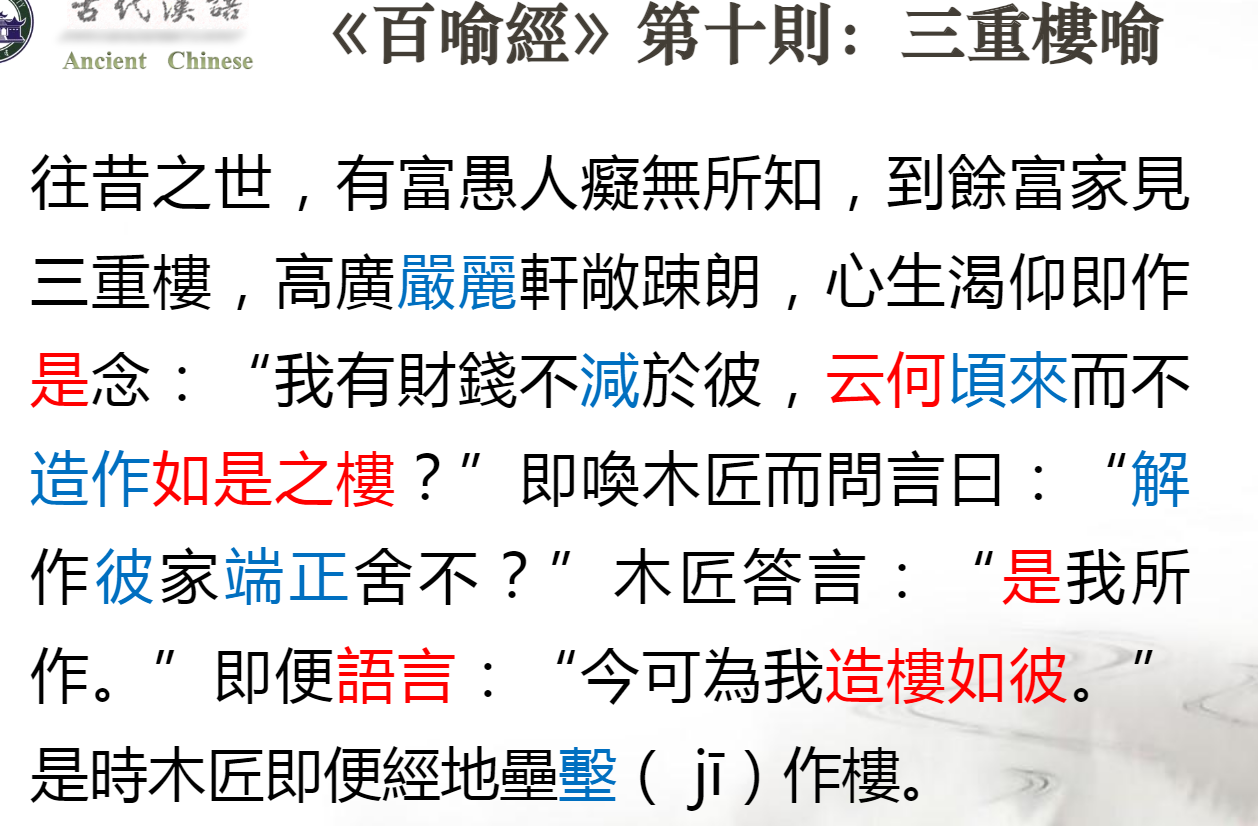 古代漢語
Ancient Chinese
《百喻經》第十則：三重樓喻
往昔之世，有富愚人癡無所知，到餘富家見
三重樓，高廣嚴麗軒敞踈朗，心生渴仰即作
是念：“我有財錢不減於彼，云何頃來而不
造作如是之樓？”即喚木匠而問言曰：“解
作彼家端正舍不？”木匠答言：“是我所
作。”即便語言：“今可為我造樓如彼。”
是時木匠即便經地壘墼（jī）作樓。